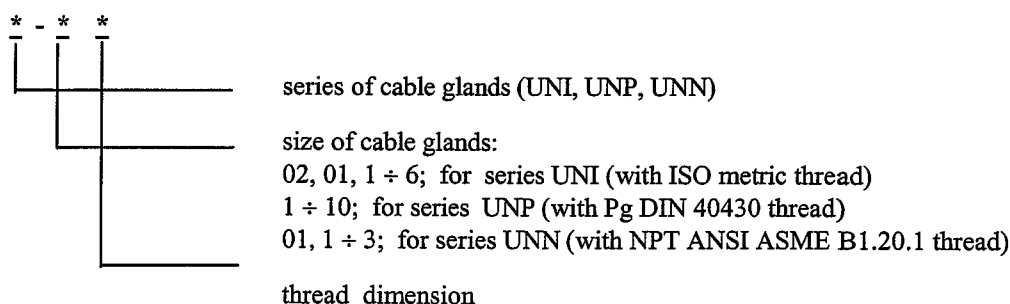 * - * *
series of cable glands (UNI, UNP, UNN)
size of cable glands:
02, 01, 1 ÷ 6; for series UNI (with ISO metric thread)
1 ÷ 10; for series UNP (with Pg DIN 40430 thread)
01, 1 ÷ 3; for series UNN (with NPT ANSI ASME B1.20.1 thread)
thread dimension